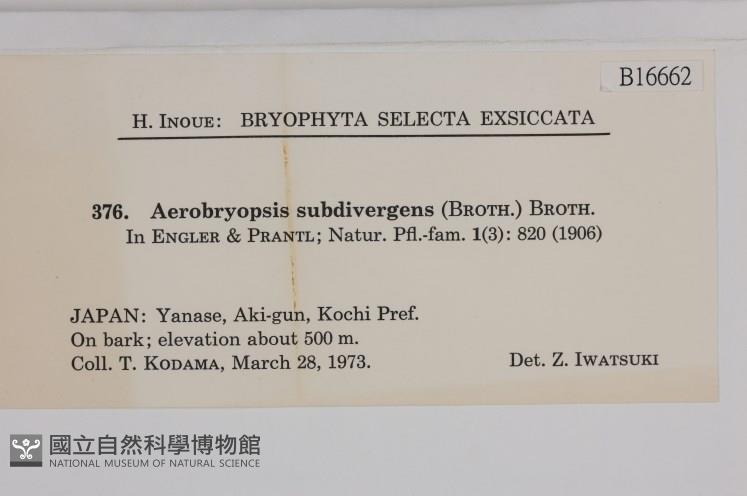 B16662
H. INOUE: BRYOPHYTA SELECTA EXSICCATA
376. Aerobryopsis subdivergens (BROTH.) BROTH.
In ENGLER & PRANTL; Natur. Pfl.-fam. 1(3): 820 (1906)
JAPAN: Yanase, Aki-gun, Kochi Pref.
On bark; elevation about 500 m.
Coll. T. KODAMA, March 28, 1973. Det. Z. IWATSUKI
國立自然科學博物館
NATIONAL MUSEUM OF NATURAL SCIENCE